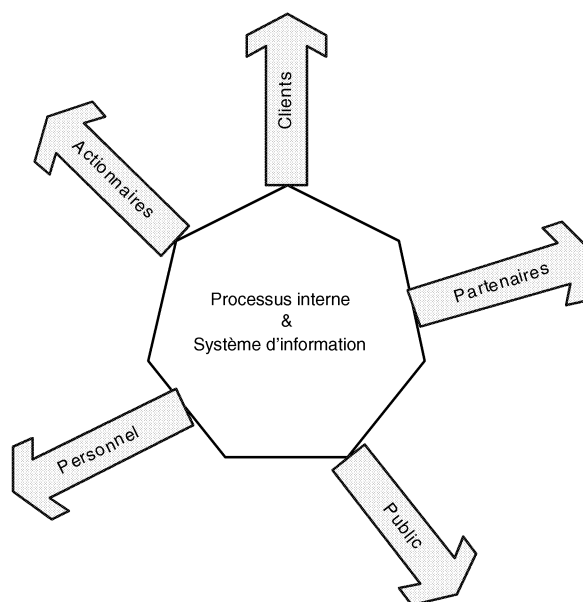 Clients
Actionnaires
Partenaires
Processus interne
&
Système d'information
Personnel
Public